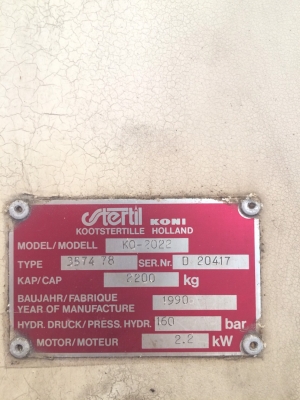 Stertil KONI
KOOTSTERTILLE HOLLAND
MODEL/MODELL KO-2022
TYPE 3574 78 SER.Nr. D 20417
KAP/CAP 2200 kg
BAUJAHR/FABRIQUE 1990
YEAR OF MANUFACTURE
HYDR. DRUCK/PRESS. HYDR. 160 bar
MOTOR/MOTEUR 2.2 kW